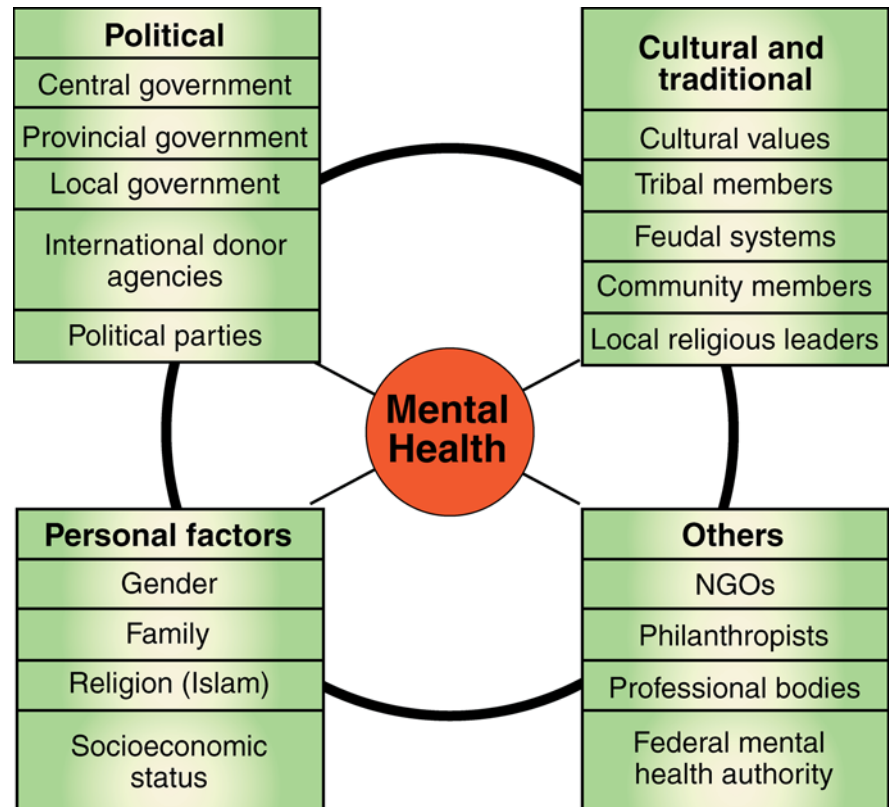 Political
Central government
Provincial government
Local government
International donor
agencies
Political parties
Cultural and
traditional
Cultural values
Tribal members
Feudal systems
Community members
Local religious leaders
Mental
Health
Personal factors
Gender
Family
Religion (Islam)
Socioeconomic
status
Others
NGOs
Philanthropists
Professional bodies
Federal mental
health authority